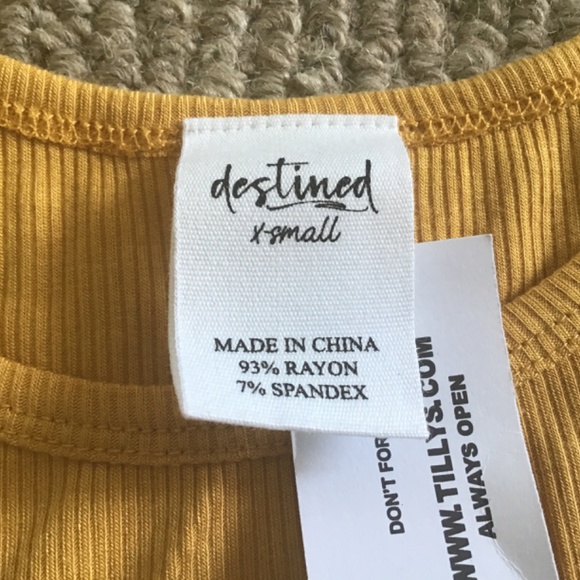 destined
x-small
MADE IN CHINA
93% RAYON
7% SPANDEX
DON'T FOR
WWW.TILLYS.COM
ALWAYS OPEN